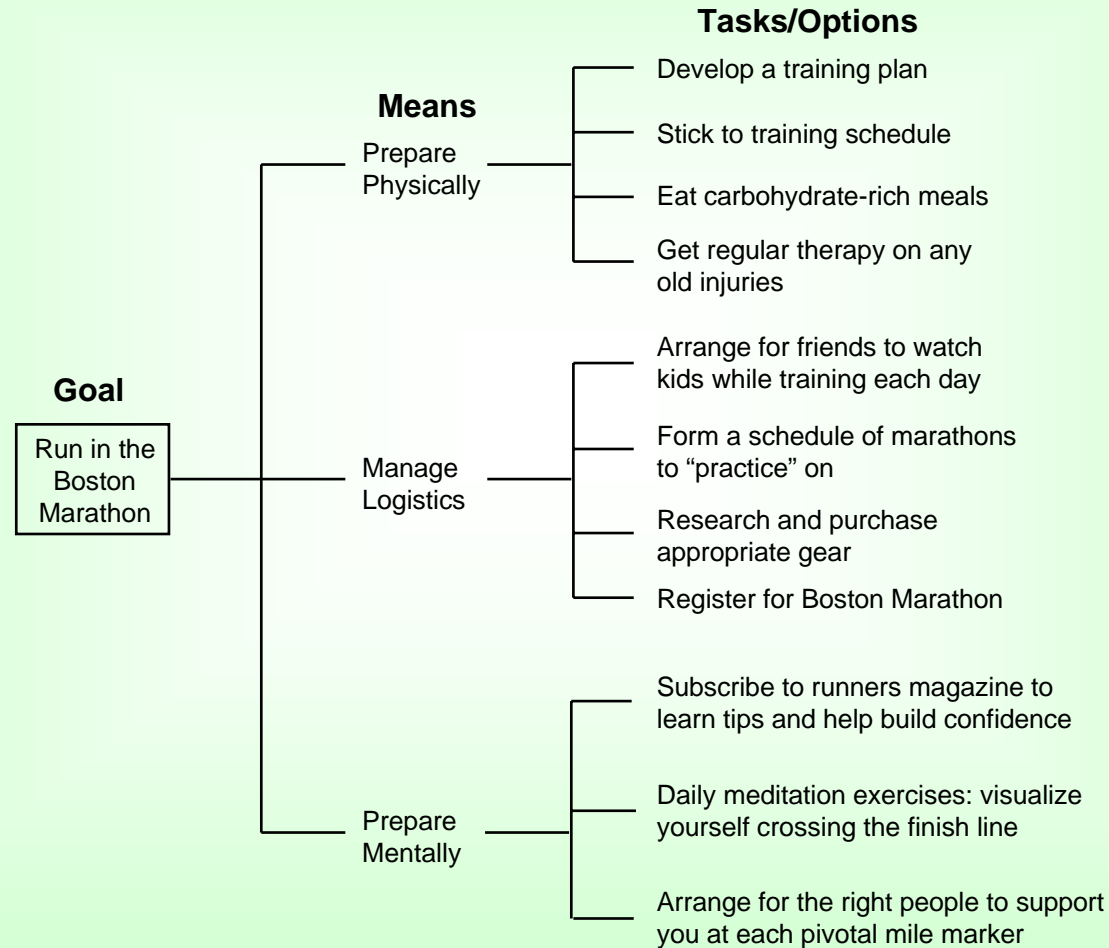 Tasks/Options
Develop a training plan
Means
Stick to training schedule
Prepare
Physically
Eat carbohydrate-rich meals
Get regular therapy on any
old injuries
Arrange for friends to watch
kids while training each day
Goal
Run in the
Boston
Marathon
Form a schedule of marathons
to “practice” on
Manage
Logistics
Research and purchase
appropriate gear
Register for Boston Marathon
Subscribe to runners magazine to
learn tips and help build confidence
Daily meditation exercises: visualize
yourself crossing the finish line
Prepare
Mentally
Arrange for the right people to support
you at each pivotal mile marker